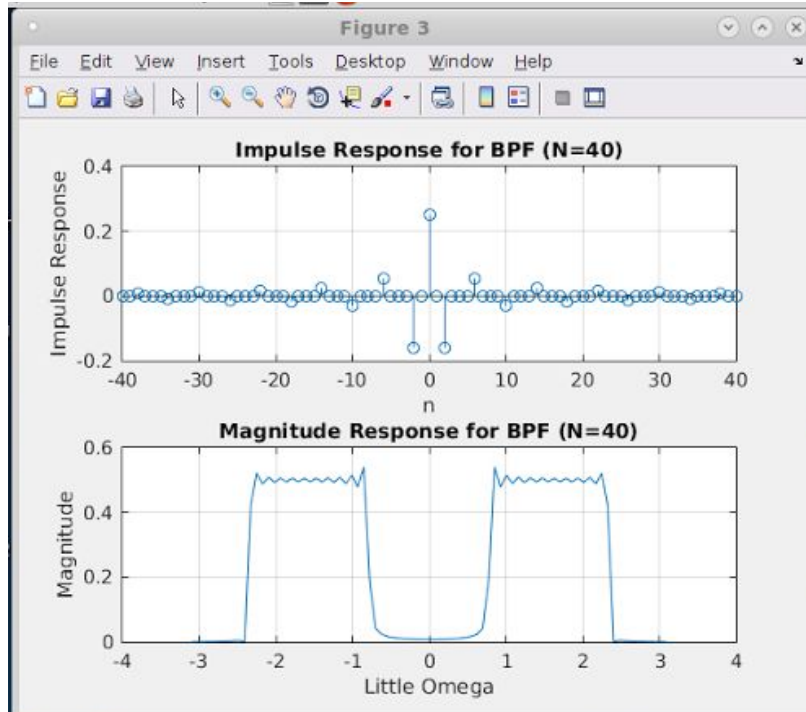 Figure 3
File Edit View Insert Tools Desktop Window Help
Impulse Response for BPF (N=40)
Impulse Response
0.4
0.2
0
-0.2
-40 -30 -20 -10 0 10 20 30 40
n
Magnitude Response for BPF (N=40)
Magnitude
0.6
0.4
0.2
0
-4 -3 -2 -1 0 1 2 3 4
Little Omega